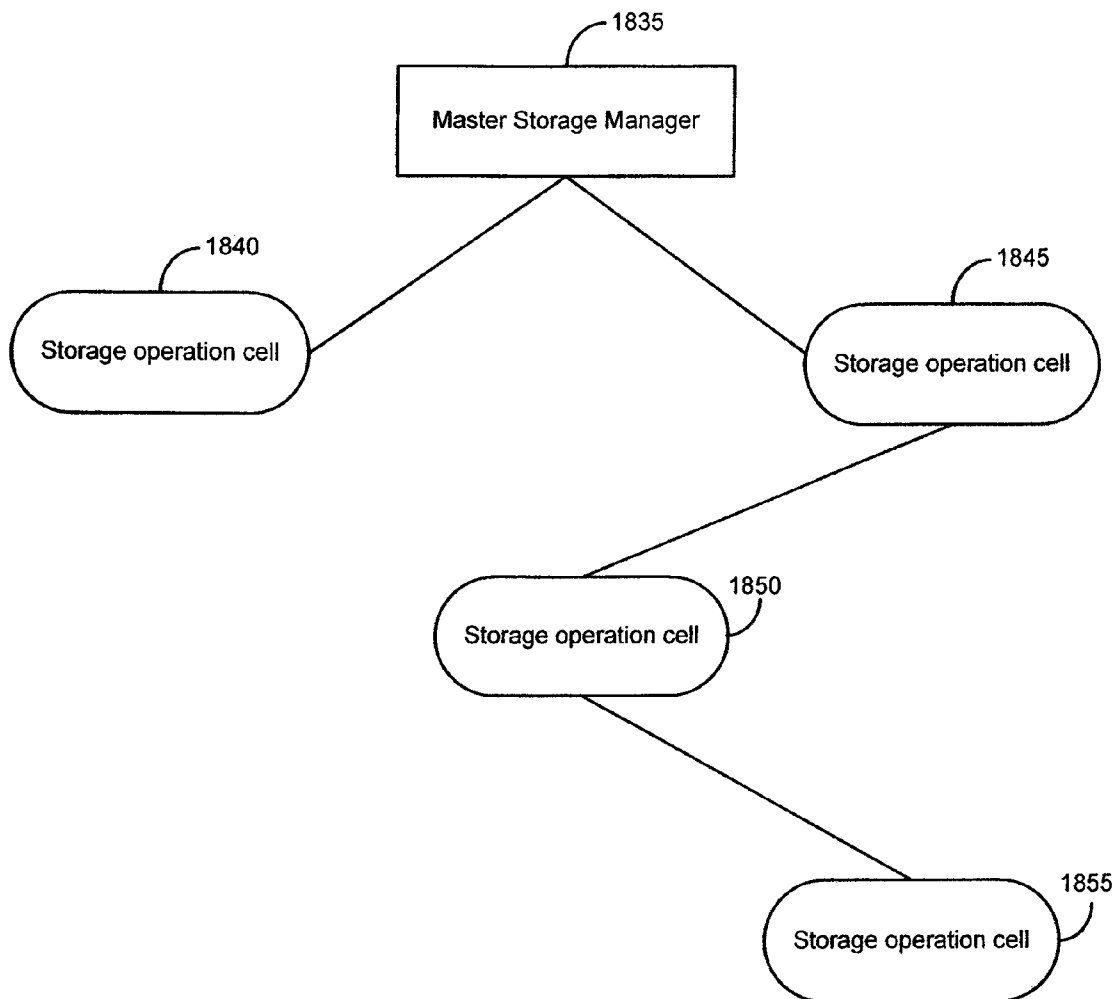 1835
Master Storage Manager
1840
1845
Storage operation cell
Storage operation cell
1850
Storage operation cell
1855
Storage operation cell